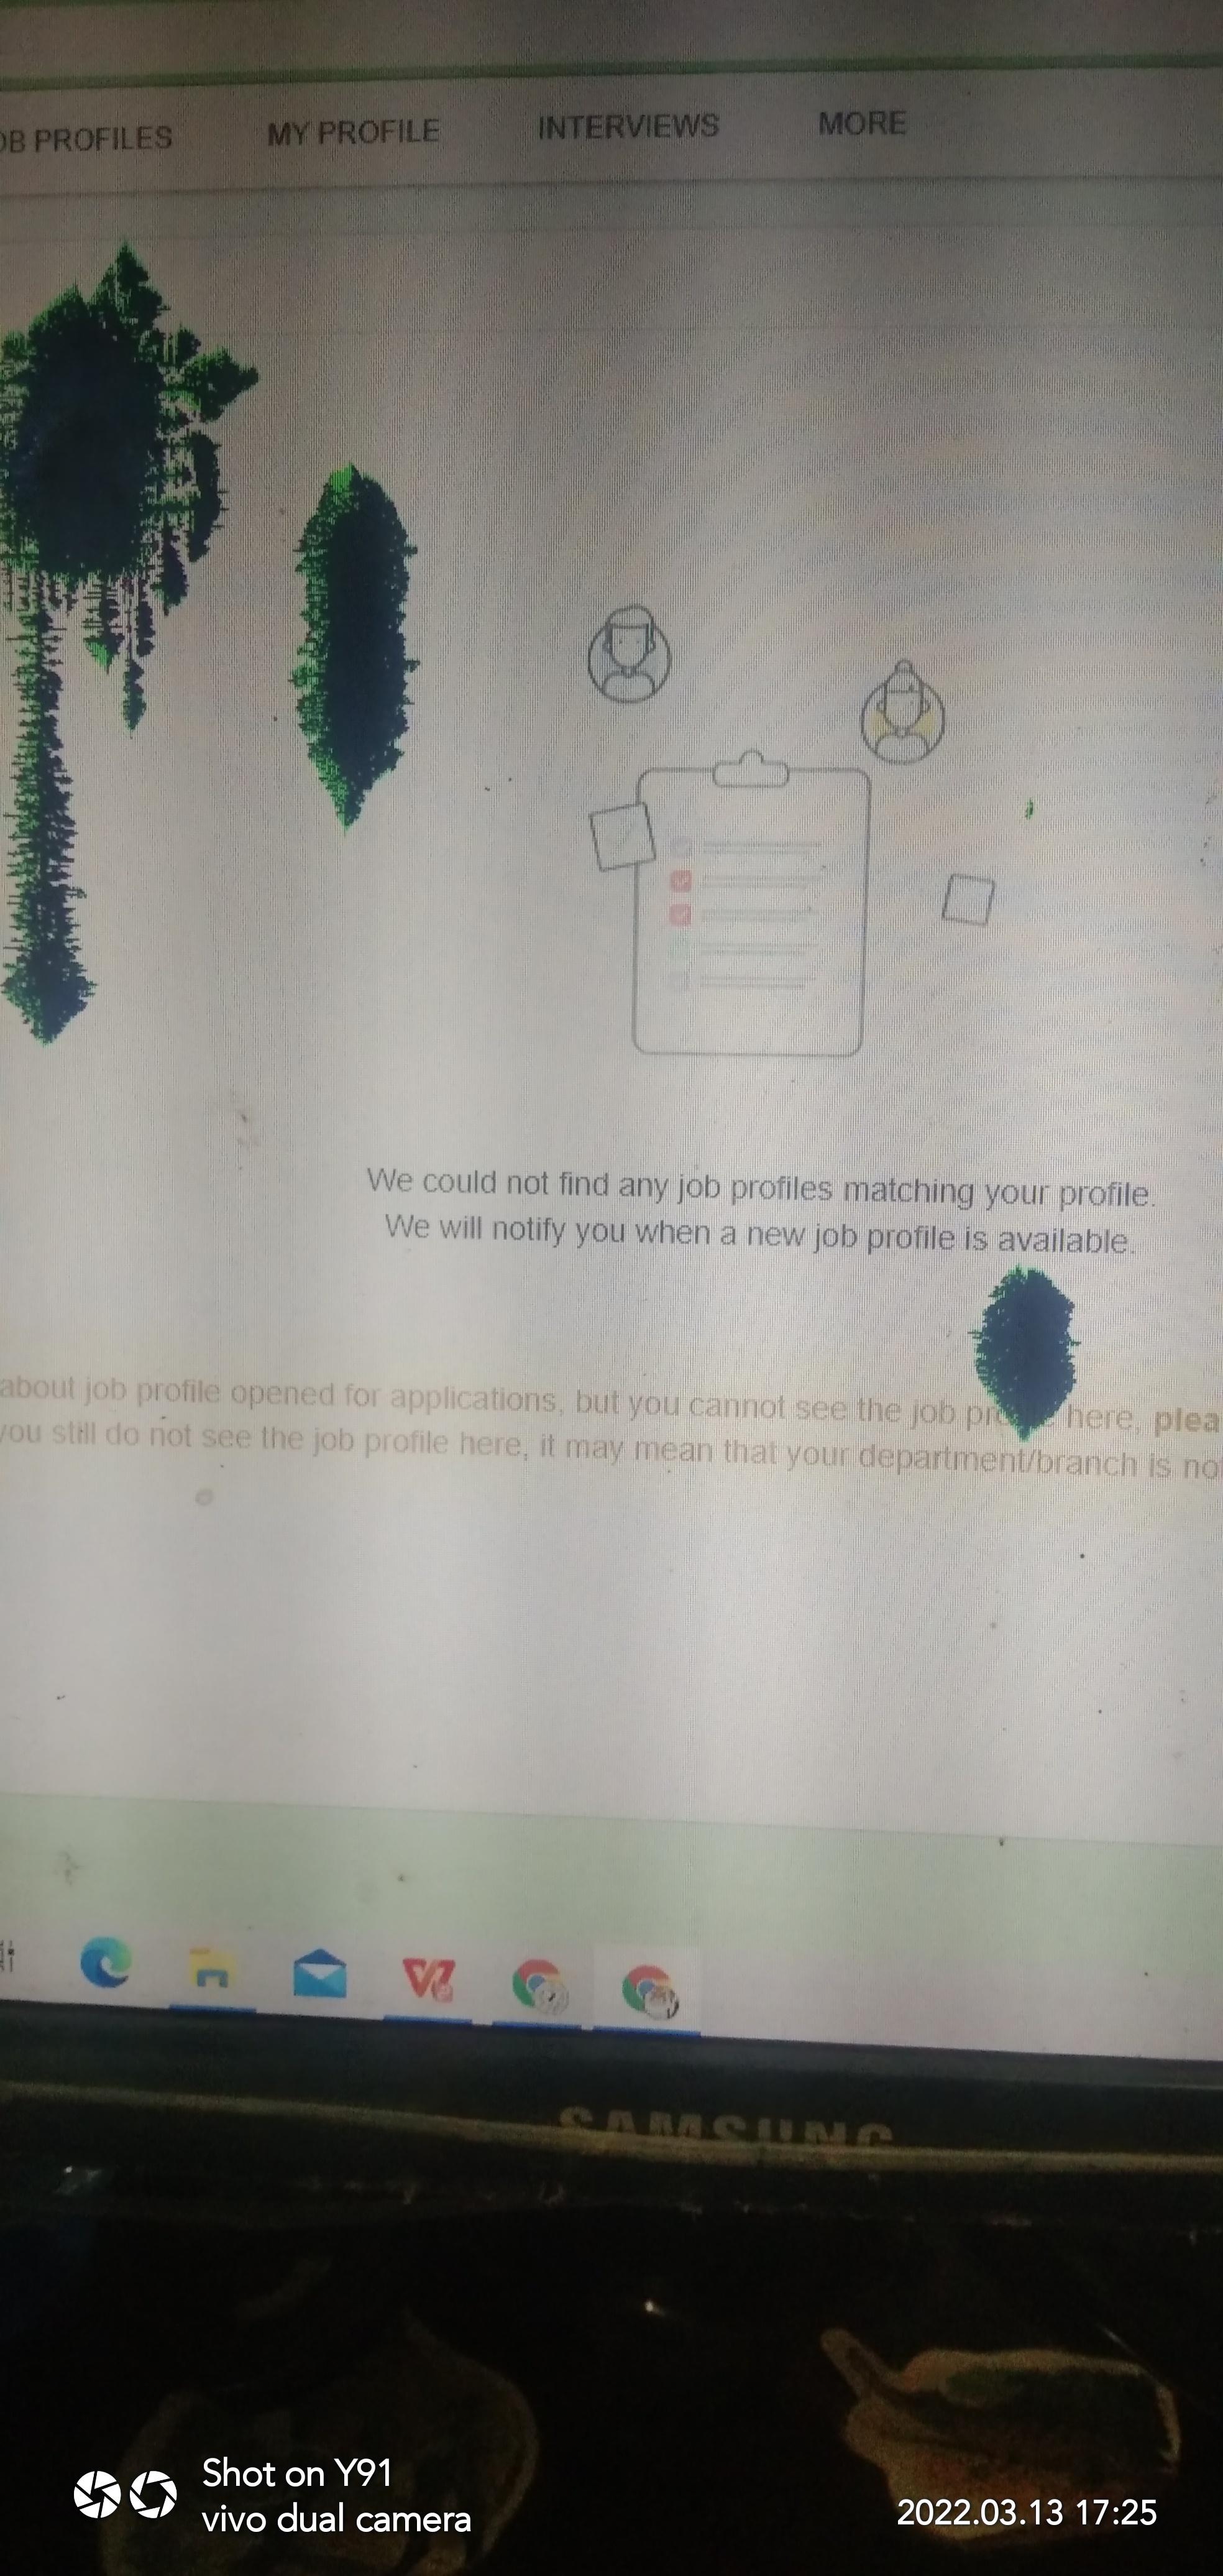 OB PROFILES MY PROFILE INTERVIEWS MORE
We could not find any job profiles matching your profile.
We will notify you when a new job profile is available.
about job profile opened for applications, but you cannot see the job here, plea
you still do not see the job profile here, it may mean that your department/branch is no
SAMSUNG
Shot on Y91
vivo dual camera
2022.03.13 17:25